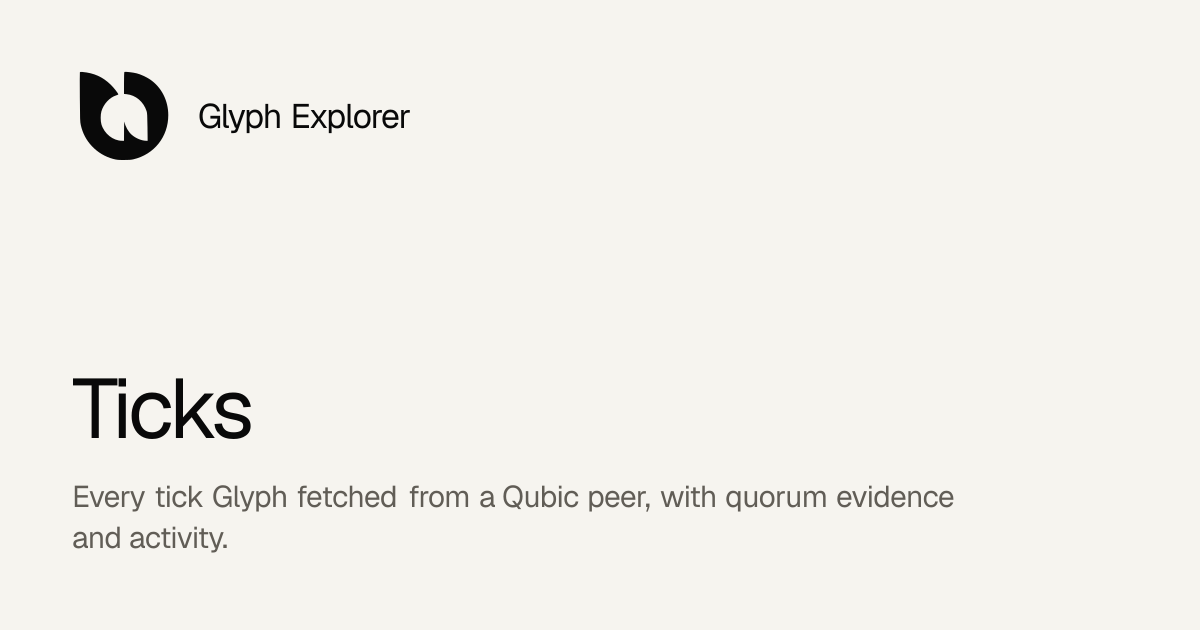 Glyph Explorer
Ticks
Every tick Glyph fetched from a Qubic peer, with quorum evidence
and activity.